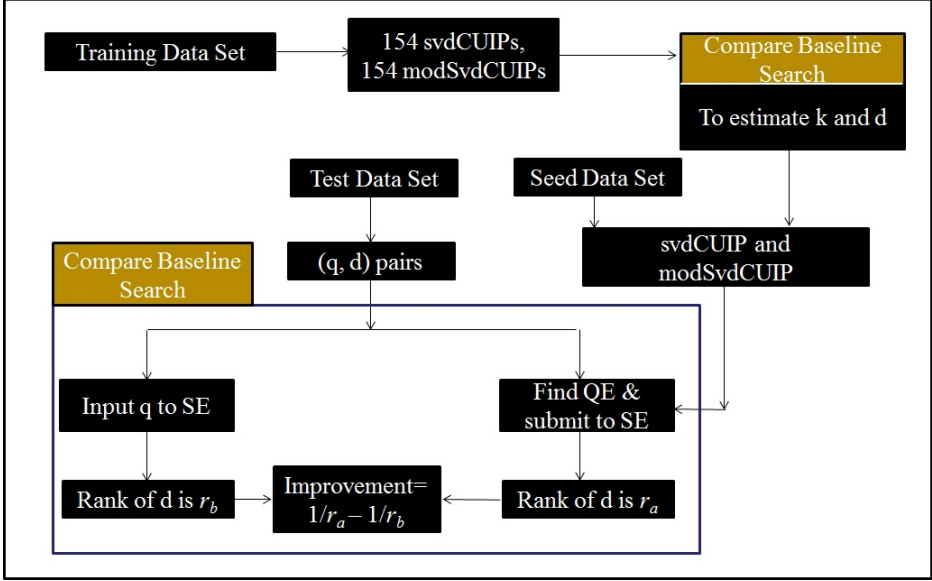 Training Data Set
154 svdCUIPs,
154 modSvdCUIPs
Compare Baseline
Search
To estimate k and d
Test Data Set
Seed Data Set
(q, d) pairs
svdCUIP and
modSvdCUIP
Compare Baseline
Search
Input q to SE
Find QE &
submit to SE
Rank of d is r_b
Improvement=
1/r_a – 1/r_b
Rank of d is r_a